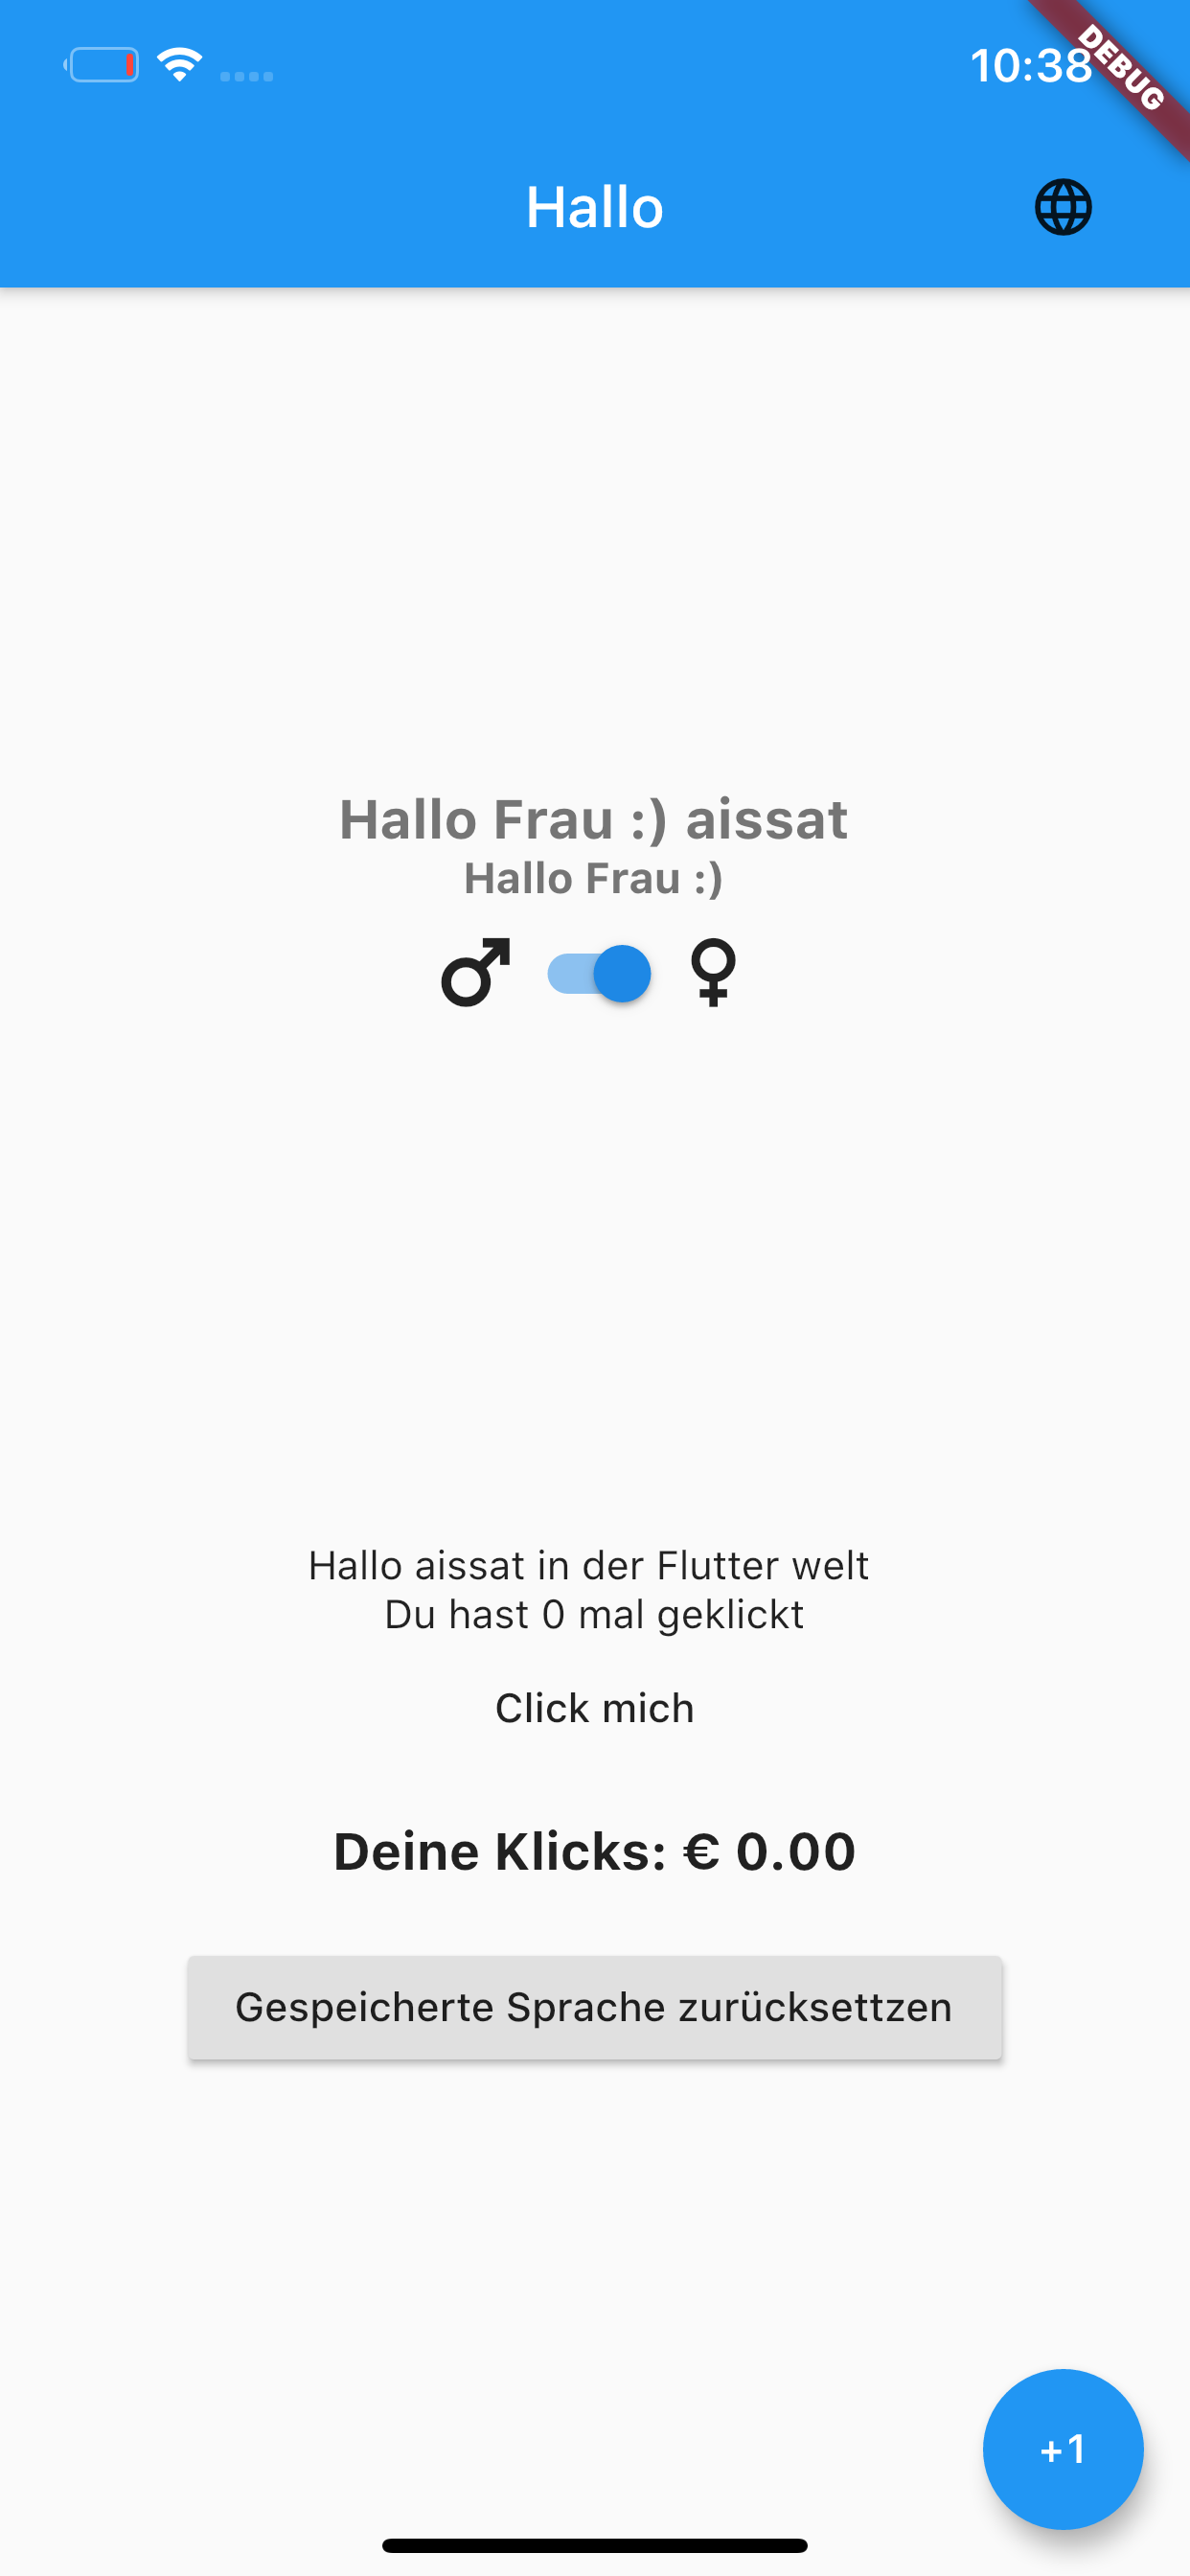 10:38
DEBUG
Hallo
Hallo Frau :) aissat
Hallo Frau :)
Hallo aissat in der Flutter welt
Du hast 0 mal geklickt
Click mich
Deine Klicks: € 0.00
Gespeicherte Sprache zurücksettzen
+1